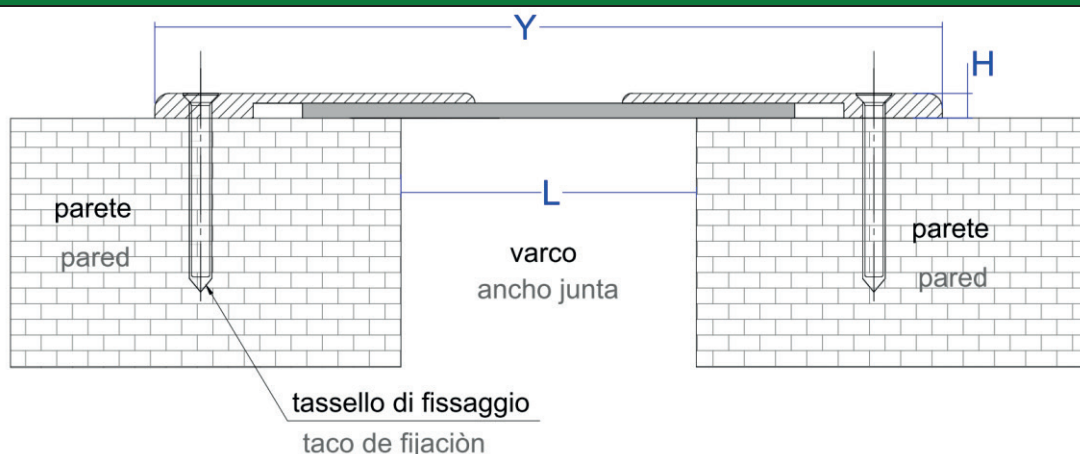 Y
H
L
parete
pared
varco
ancho junta
parete
pared
tassello di fissaggio
taco de fijaciòn